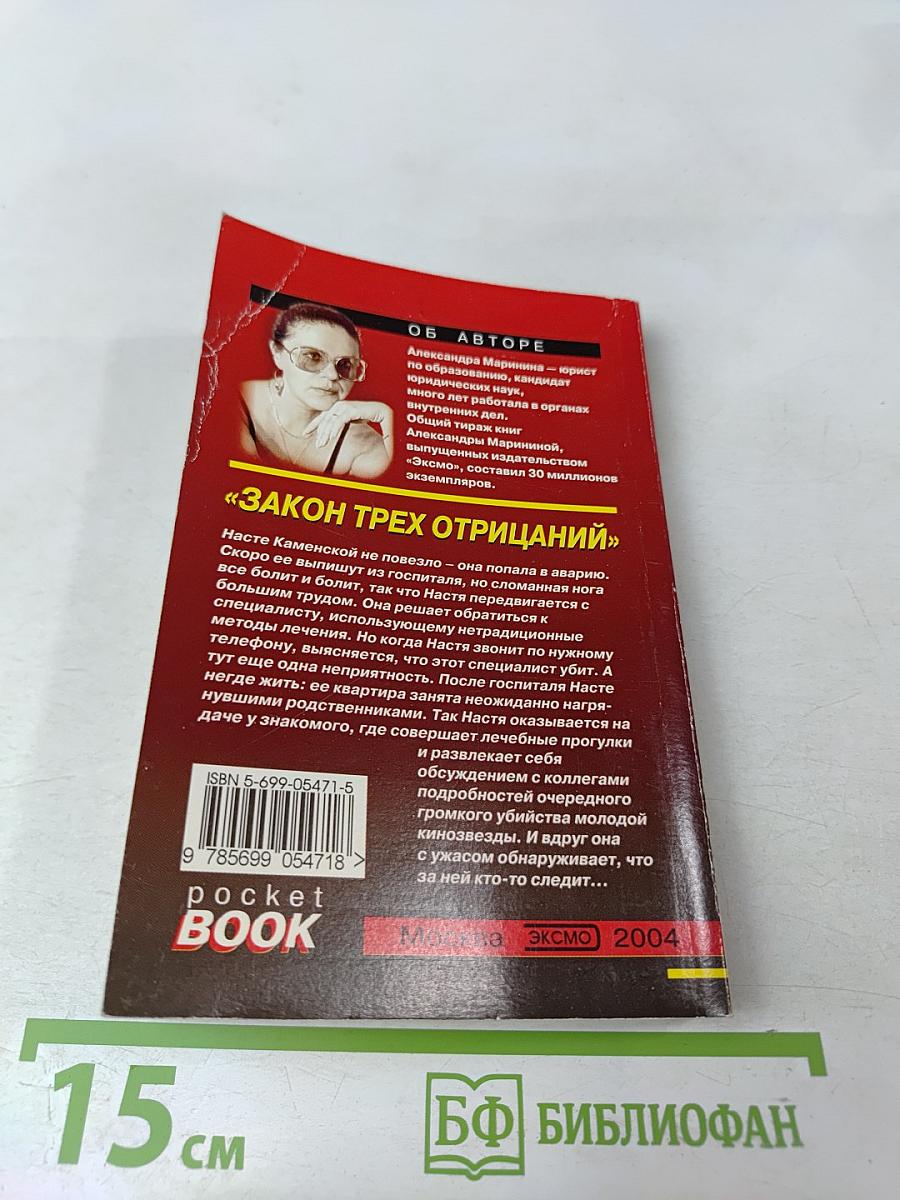 ОБ АВТОРЕ
Александра Маринина – юрист
по образованию, кандидат
юридических наук,
много лет работала в органах
внутренних дел.
Общий тираж книг
Александры Марининой,
выпущенных издательством
«Эксмо», составил 30 миллионов
экземпляров.
«ЗАКОН ТРЕХ ОТРИЦАНИЙ»
Насте Каменской не повезло – она попала в аварию.
Скоро ее выпишут из госпиталя, но сломанная нога
все болит и болит, так что Настя передвигается с
большим трудом. Она решает обратиться к
специалисту, использующему нетрадиционные
методы лечения. Но когда Настя звонит по нужному
телефону, выясняется, что этот специалист убит. А
тут еще одна неприятность. После госпиталя Насте
негде жить: ее квартира занята неожиданно нагря-
нувшими родственниками. Так Настя оказывается на
даче у знакомого, где совершает лечебные прогулки
и развлекает себя
обсуждением с коллегами
подробностей очередного
громкого убийства молодой
кинозвезды. И вдруг она
с ужасом обнаруживает, что
за ней кто-то следит...
ISBN 5-699-05471-5
9 785699 054718 >
pocket
BOOK
Москва ЭКСМО 2004
15 см
БФ БИБЛИОФАН